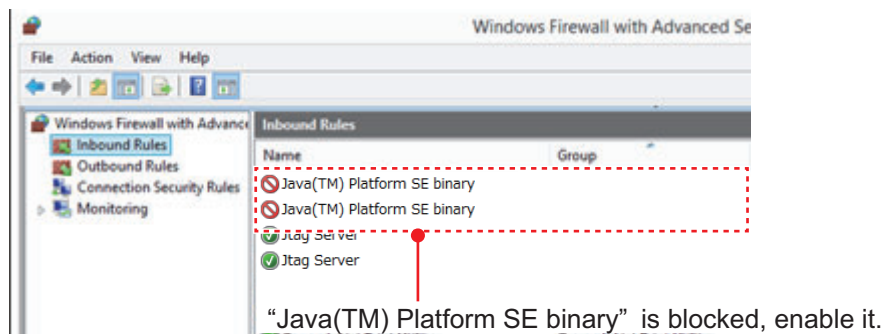 Windows Firewall with Advanced Se
File Action View Help
Windows Firewall with Advance
Inbound Rules
Outbound Rules
Connection Security Rules
Monitoring
Inbound Rules
Name Group
Java(TM) Platform SE binary
Java(TM) Platform SE binary
Jtag Server
Jtag Server
“Java(TM) Platform SE binary” is blocked, enable it.